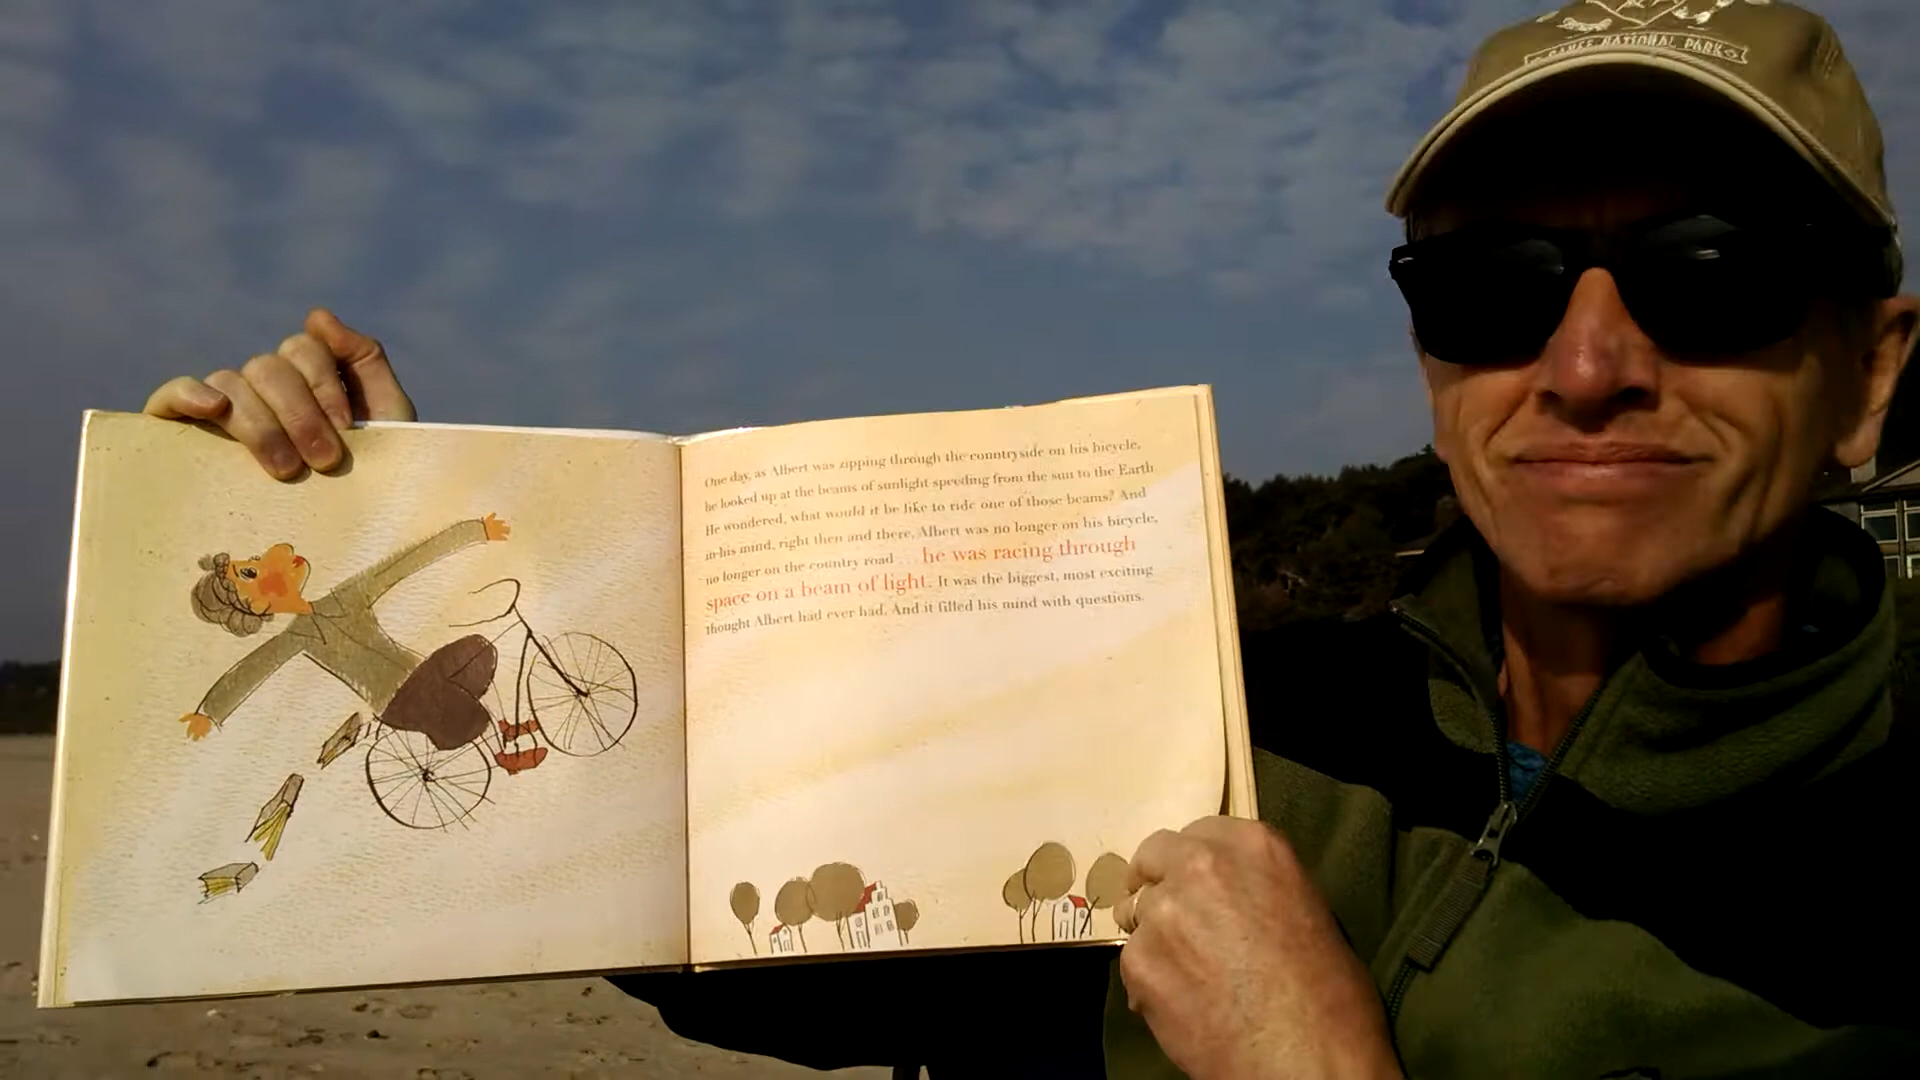 NATIONAL PARK
One day, as Albert was zipping through the countryside on his bicycle,
he looked up at the beams of sunlight speeding from the sun to the Earth
He wondered, what would it be like to ride one of those beams? And
in his mind, right then and there, Albert was no longer on his bicycle,
no longer on the country road ... he was racing through
space on a beam of light. It was the biggest, most exciting
thought Albert had ever had. And it filled his mind with questions.